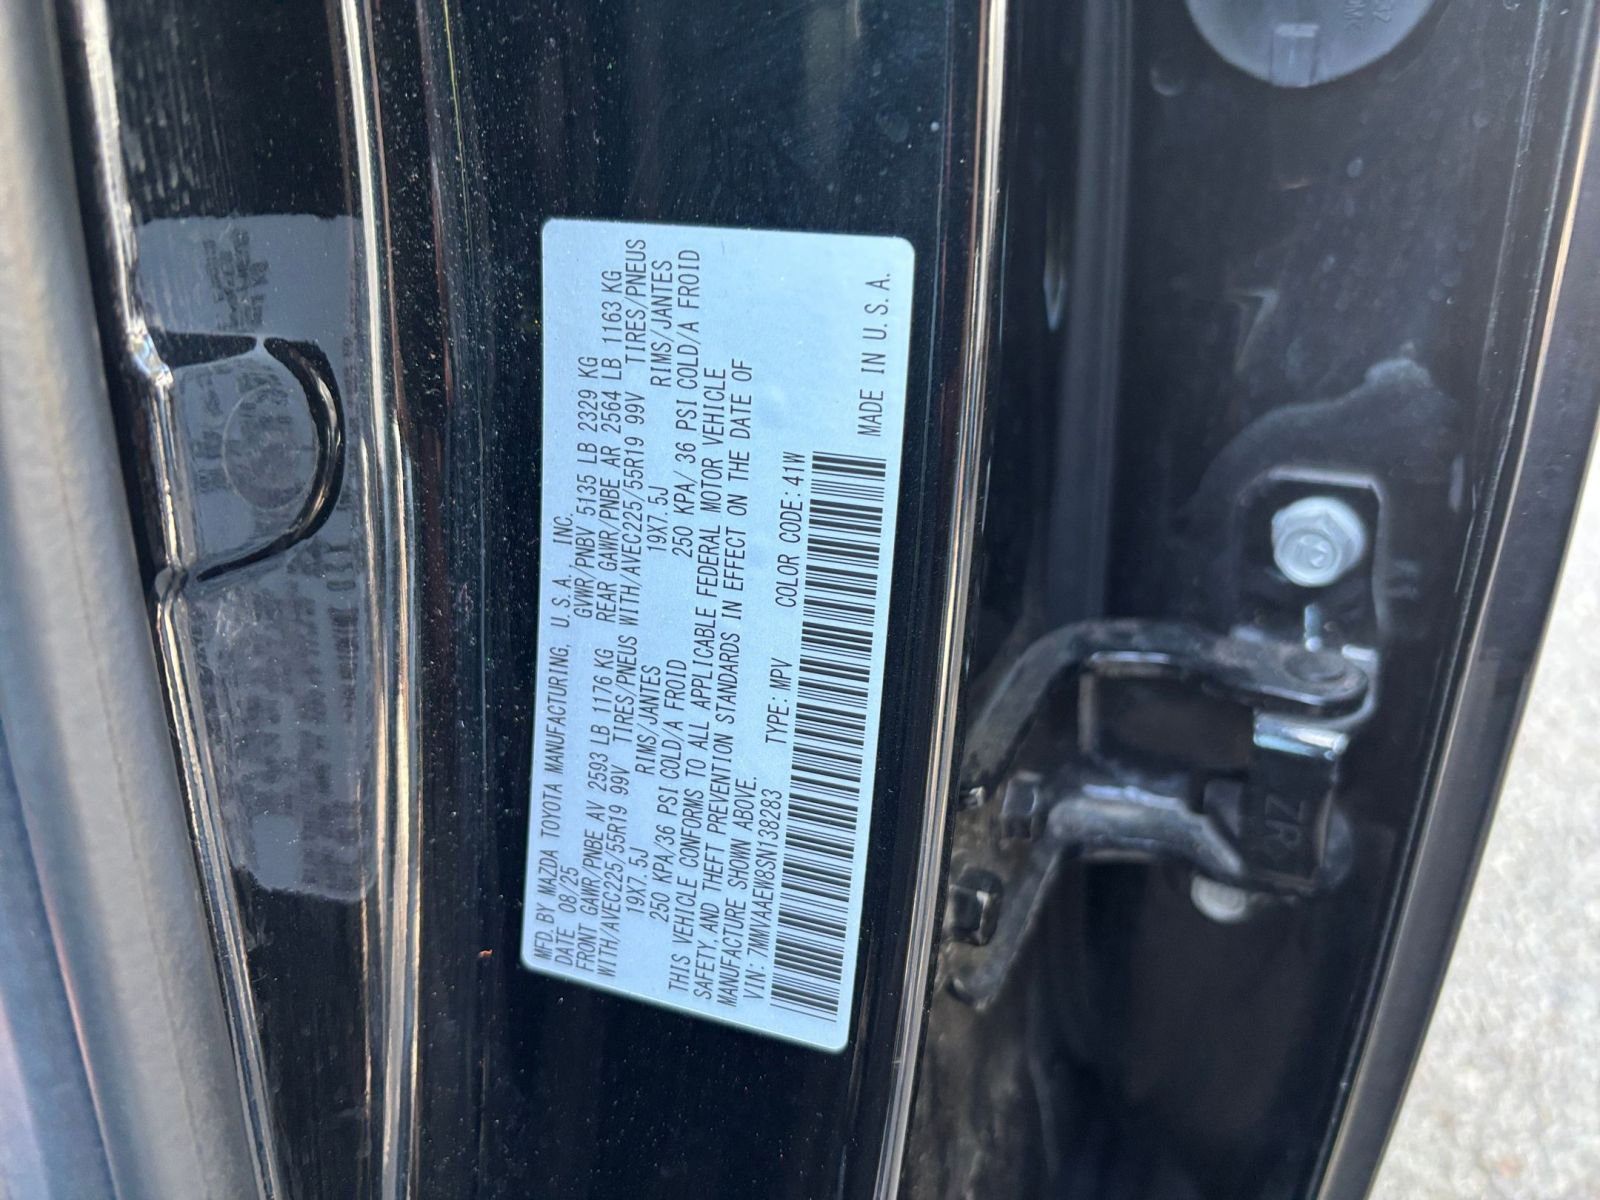 MFD. BY MAZDA TOYOTA MANUFACTURING, U. S. A. , INC.
DATE 08/25 GVWR/PNBV 5135 LB 2329 KG
FRONT GAWR/PNBE AV 2593 LB 1176 KG REAR GAWR/PNBE AR 2564 LB 1163 KG
WITH/AVEC225/55R19 99V TIRES/PNEUS WITH/AVEC225/55R19 99V TIRES/PNEUS
19X7. 5J RIMS/JANTES 19X7. 5J RIMS/JANTES
250 KPA/36 PSI COLD/A FROID 250 KPA/ 36 PSI COLD/A FROID
THIS VEHICLE CONFORMS TO ALL APPLICABLE FEDERAL MOTOR VEHICLE
SAFETY, AND THEFT PREVENTION STANDARDS IN EFFECT ON THE DATE OF
MANUFACTURE SHOWN ABOVE.
VIN: 7MMVAAEW8SN138283 TYPE: MPV COLOR CODE: 41W
MADE IN U. S. A.
ZR